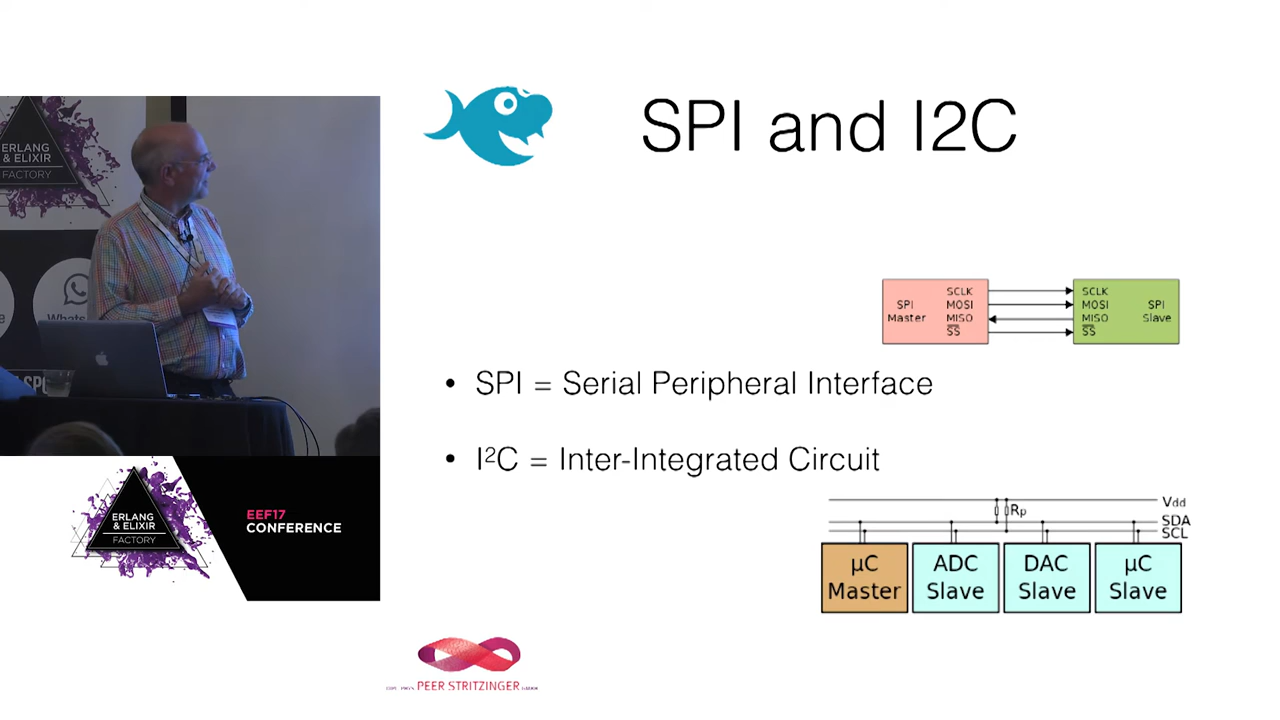 SPI and I2C
ERLANG
& ELIXIR
FACTORY
Whats
SCLK
MOSI
MISO
SS
SPI
Master
SCLK
MOSI
MISO
SS
SPI
Slave
• SPI = Serial Peripheral Interface
• I²C = Inter-Integrated Circuit
Vdd
Rp
SDA
SCL
µC
Master
ADC
Slave
DAC
Slave
µC
Slave
ERLANG
& ELIXIR
FACTORY
EEF17
CONFERENCE
PEER STRITZINGER